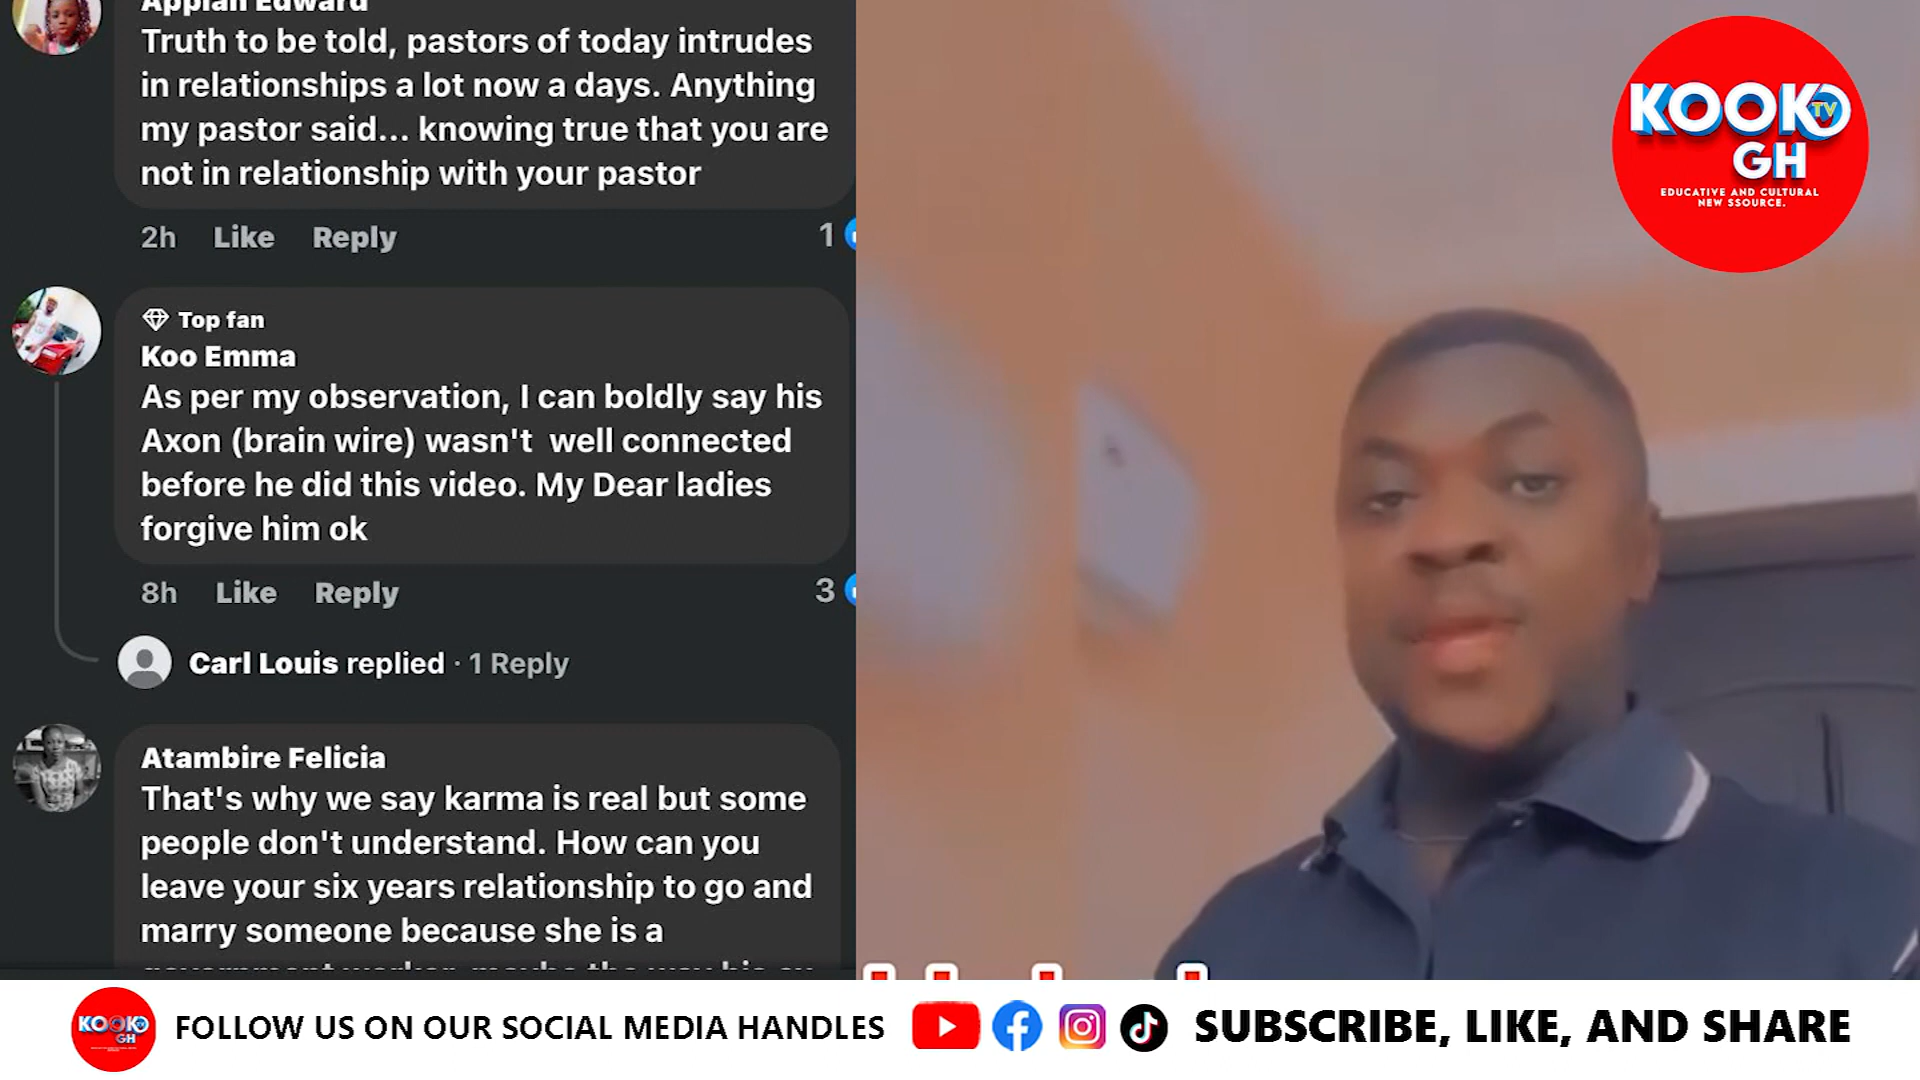 Appiah Edward
Truth to be told, pastors of today intrudes
in relationships a lot now a days. Anything
my pastor said... knowing true that you are
not in relationship with your pastor
2h Like Reply 1
Top fan
Koo Emma
As per my observation, I can boldly say his
Axon (brain wire) wasn't  well connected
before he did this video. My Dear ladies
forgive him ok
8h Like Reply 3
Carl Louis replied · 1 Reply
Atambire Felicia
That's why we say karma is real but some
people don't understand. How can you
leave your six years relationship to go and
marry someone because she is a
KOOKO TV
GH
EDUCATIVE AND CULTURAL
NEW SSOURCE.
KOOKO
GH
FOLLOW US ON OUR SOCIAL MEDIA HANDLES
SUBSCRIBE, LIKE, AND SHARE